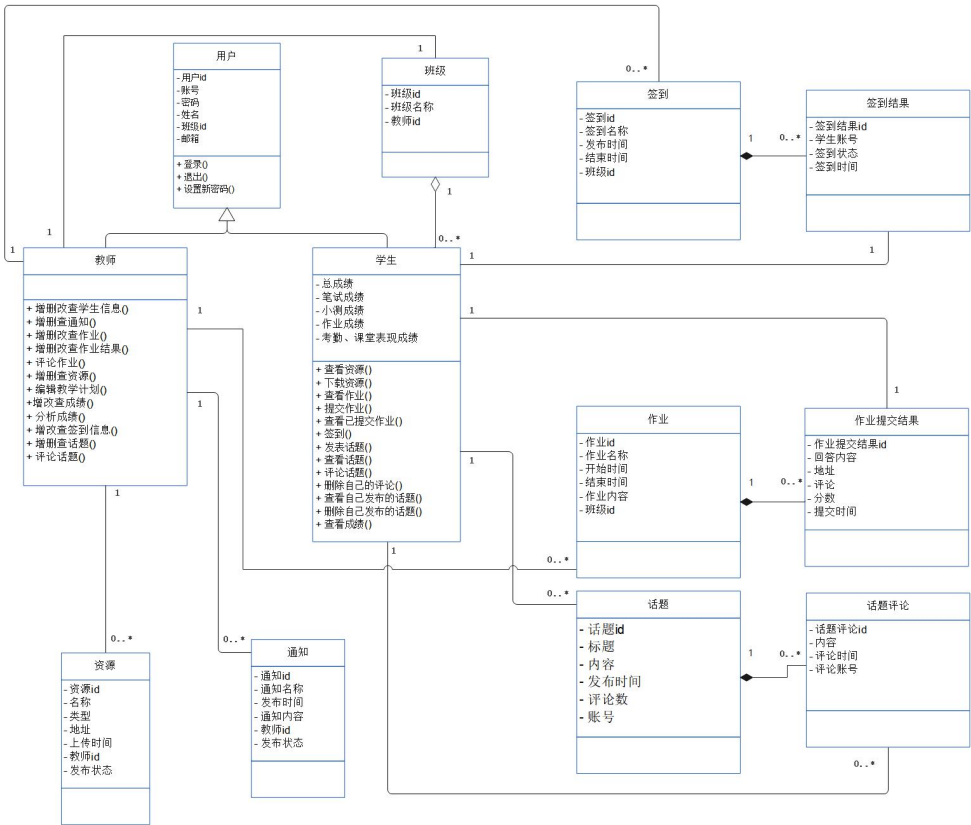 用户
- 用户id
- 账号
- 密码
- 姓名
- 班级id
- 邮箱
+ 登录()
+ 退出()
+ 设置新密码()
1
班级
- 班级id
- 班级名称
- 教师id
1
0..*
0..*
签到
- 签到id
- 签到名称
- 发布时间
- 结束时间
- 班级id
1
0..*
签到结果
- 签到结果id
- 学生账号
- 签到状态
- 签到时间
1
1
1
教师
+ 增删改查学生信息()
+ 增删查通知()
+ 增删改查作业()
+ 增删改查作业结果()
+ 评论作业()
+ 增删查资源()
+ 编辑教学计划()
+增改查成绩()
+ 分析成绩()
+ 增改查签到信息()
+ 增删查话题()
+ 评论话题()
1
1
1
学生
- 总成绩
- 笔试成绩
- 小测成绩
- 作业成绩
- 考勤、课堂表现成绩
+ 查看资源()
+ 下载资源()
+ 查看作业()
+ 提交作业()
+ 查看已提交作业()
+ 签到()
+ 发表话题()
+ 查看话题()
+ 评论话题()
+ 删除自己的评论()
+ 查看自己发布的话题()
+ 删除自己发布的话题()
+ 查看成绩()
1
1
1
1
作业
- 作业id
- 作业名称
- 开始时间
- 结束时间
- 作业内容
- 班级id
0..*
1
0..*
1
作业提交结果
- 作业提交结果id
- 回答内容
- 地址
- 评论
- 分数
- 提交时间
0..*
话题
- 话题id
- 标题
- 内容
- 发布时间
- 评论数
- 账号
1
0..*
话题评论
- 话题评论id
- 内容
- 评论时间
- 评论账号
0..*
0..*
资源
- 资源id
- 名称
- 类型
- 地址
- 上传时间
- 教师id
- 发布状态
0..*
通知
- 通知id
- 通知名称
- 发布时间
- 通知内容
- 教师id
- 发布状态